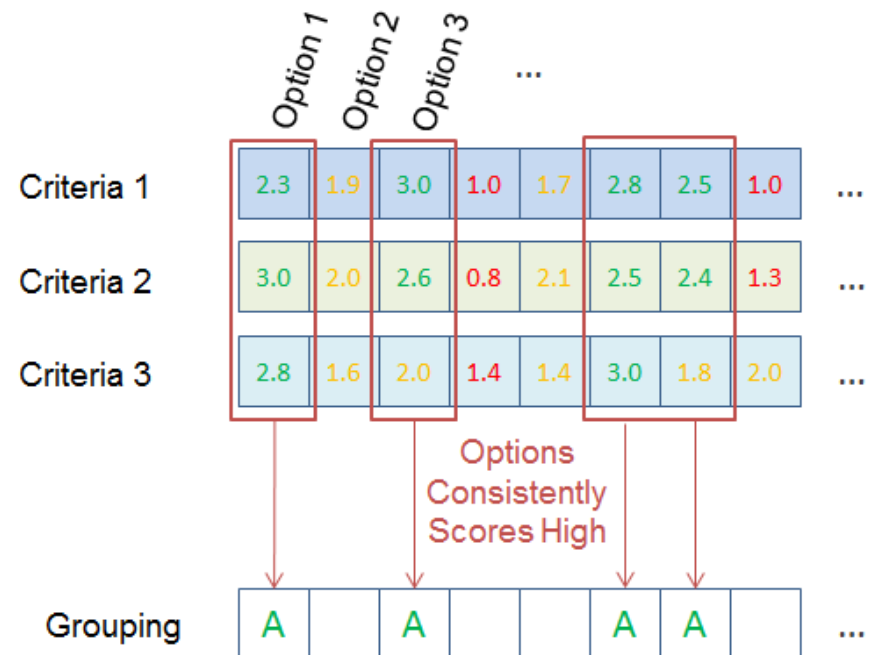 Option 1 Option 2 Option 3 ...
Criteria 1 2.3 1.9 3.0 1.0 1.7 2.8 2.5 1.0 ...
Criteria 2 3.0 2.0 2.6 0.8 2.1 2.5 2.4 1.3 ...
Criteria 3 2.8 1.6 2.0 1.4 1.4 3.0 1.8 2.0 ...
Options
Consistently
Scores High
Grouping A A A A ...